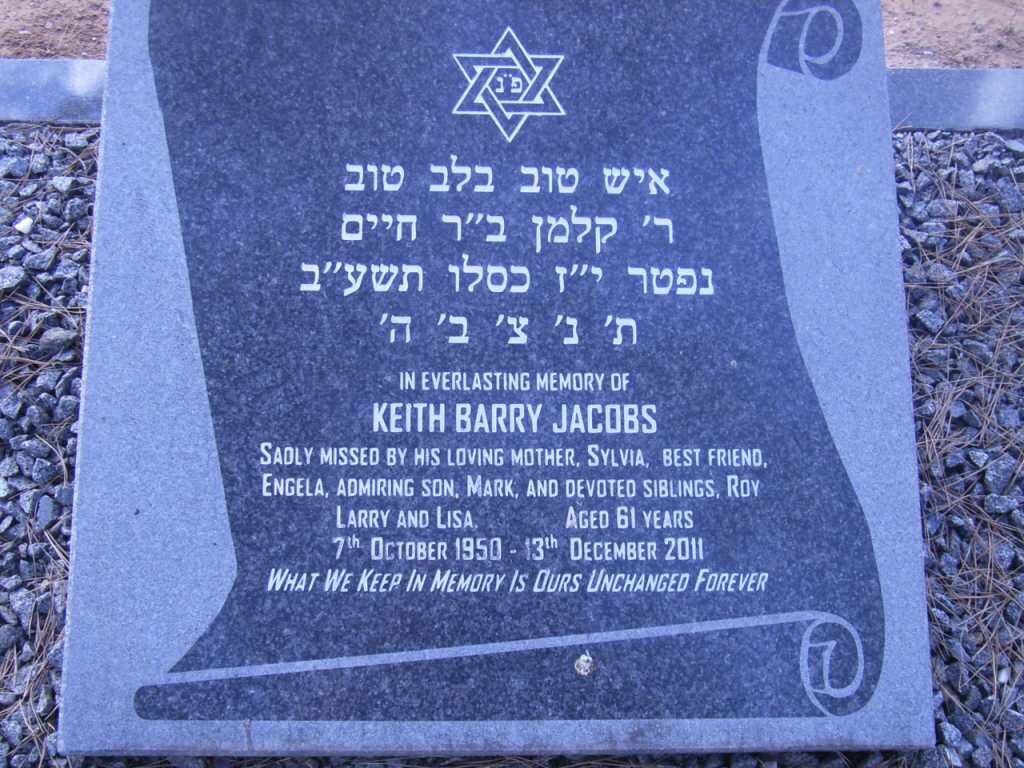 פ"נ
איש טוב בלב טוב
ר' קלמן ב"ר חיים
נפטר י"ז כסלו תשע"ב
ת' נ' צ' ב' ה'
IN EVERLASTING MEMORY OF
KEITH BARRY JACOBS
SADLY MISSED BY HIS LOVING MOTHER, SYLVIA, BEST FRIEND,
ENGELA, ADMIRING SON, MARK, AND DEVOTED SIBLINGS, ROY
LARRY AND LISA. AGED 61 YEARS
7th OCTOBER 1950 - 13th DECEMBER 2011
WHAT WE KEEP IN MEMORY IS OURS UNCHANGED FOREVER